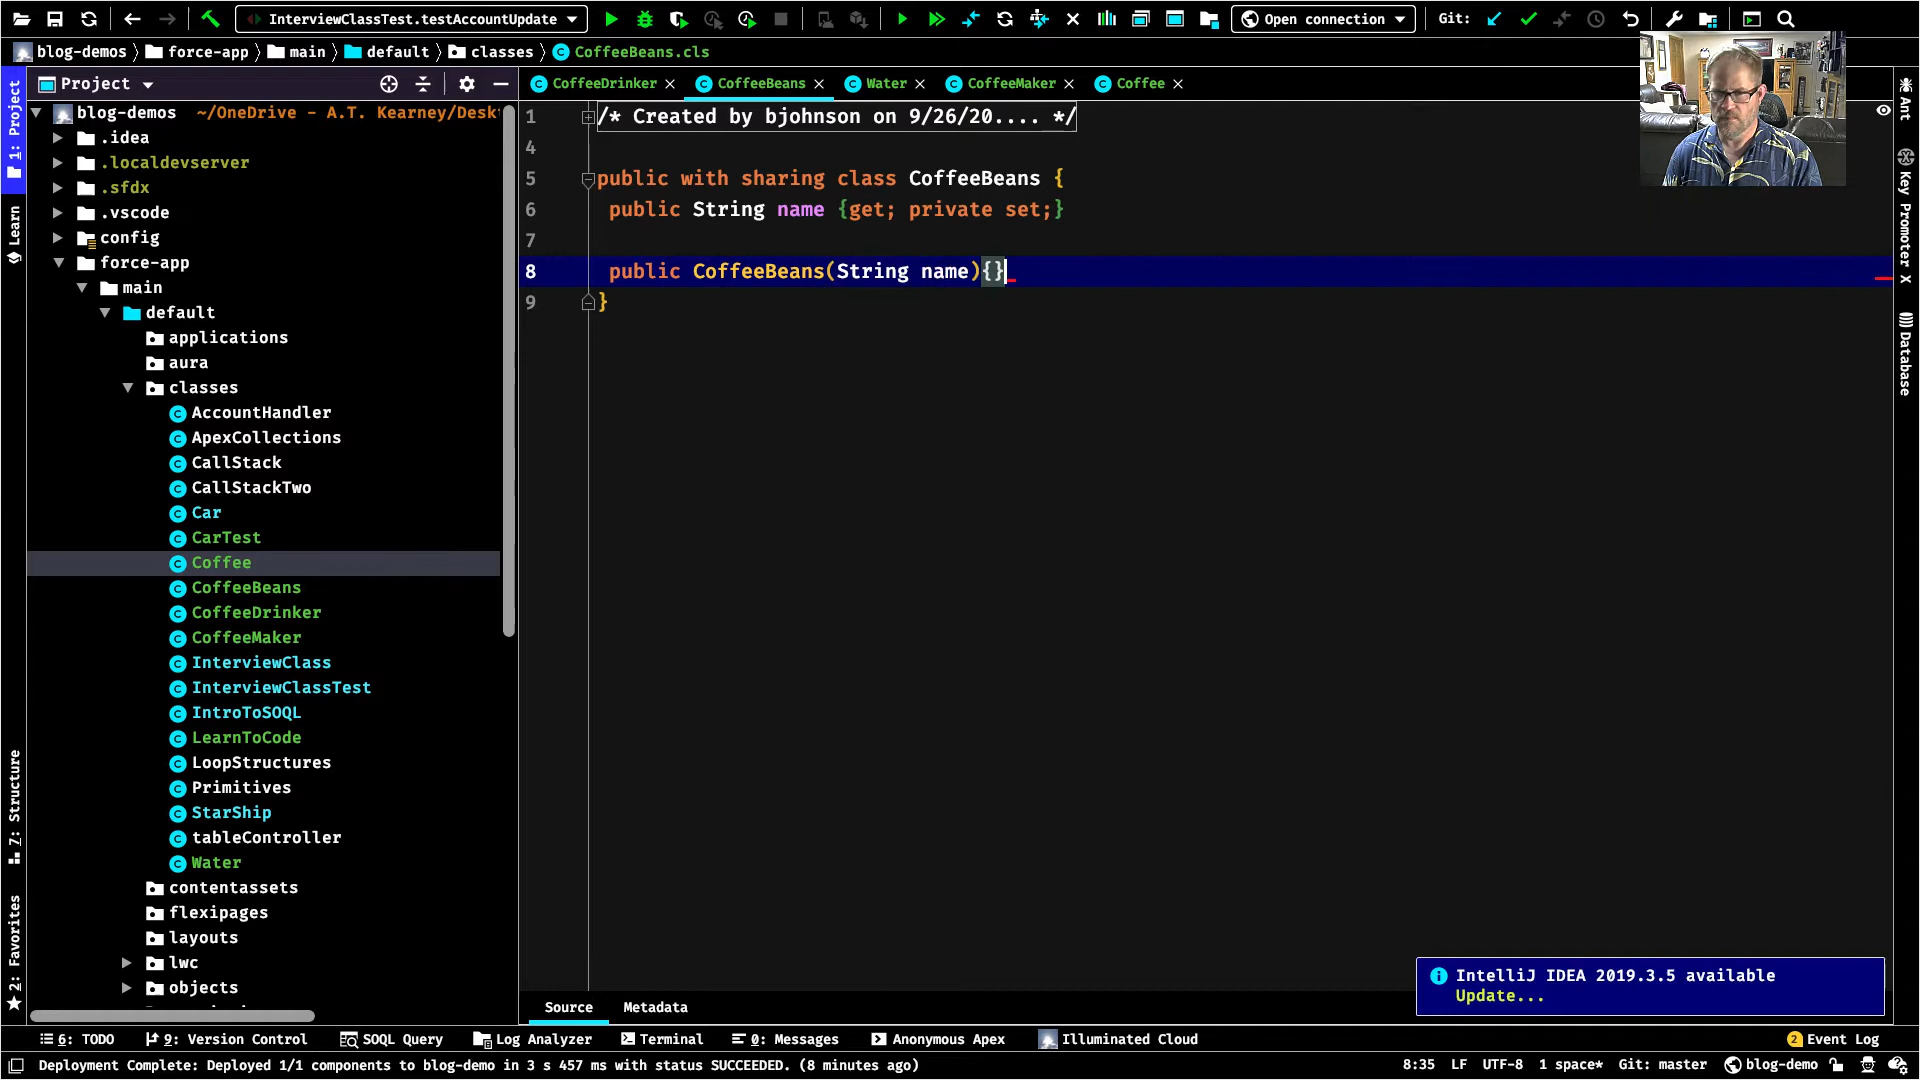 InterviewClassTest.testAccountUpdate
Open connection
Git:
blog-demos
force-app
main
default
classes
CoffeeBeans.cls
Project
CoffeeDrinker
CoffeeBeans
Water
CoffeeMaker
Coffee
blog-demos ~/OneDrive - A.T. Kearney/Desk
.idea
.localdevserver
.sfdx
.vscode
config
force-app
main
default
applications
aura
classes
AccountHandler
ApexCollections
CallStack
CallStackTwo
Car
CarTest
Coffee
CoffeeBeans
CoffeeDrinker
CoffeeMaker
InterviewClass
InterviewClassTest
IntroToSOQL
LearnToCode
LoopStructures
Primitives
StarShip
tableController
Water
contentassets
flexipages
layouts
lwc
objects
1 /* Created by bjohnson on 9/26/20.... */
4
5 public with sharing class CoffeeBeans {
6 public String name {get; private set;}
7
8 public CoffeeBeans(String name){}
9 }
1: Project
Learn
7: Structure
2: Favorites
Ant
Key Promoter X
Database
IntelliJ IDEA 2019.3.5 available
Update...
Source
Metadata
6: TODO
9: Version Control
SOQL Query
Log Analyzer
Terminal
0: Messages
Anonymous Apex
Illuminated Cloud
2 Event Log
Deployment Complete: Deployed 1/1 components to blog-demo in 3 s 457 ms with status SUCCEEDED. (8 minutes ago)
8:35
LF
UTF-8
1 space*
Git: master
blog-demo